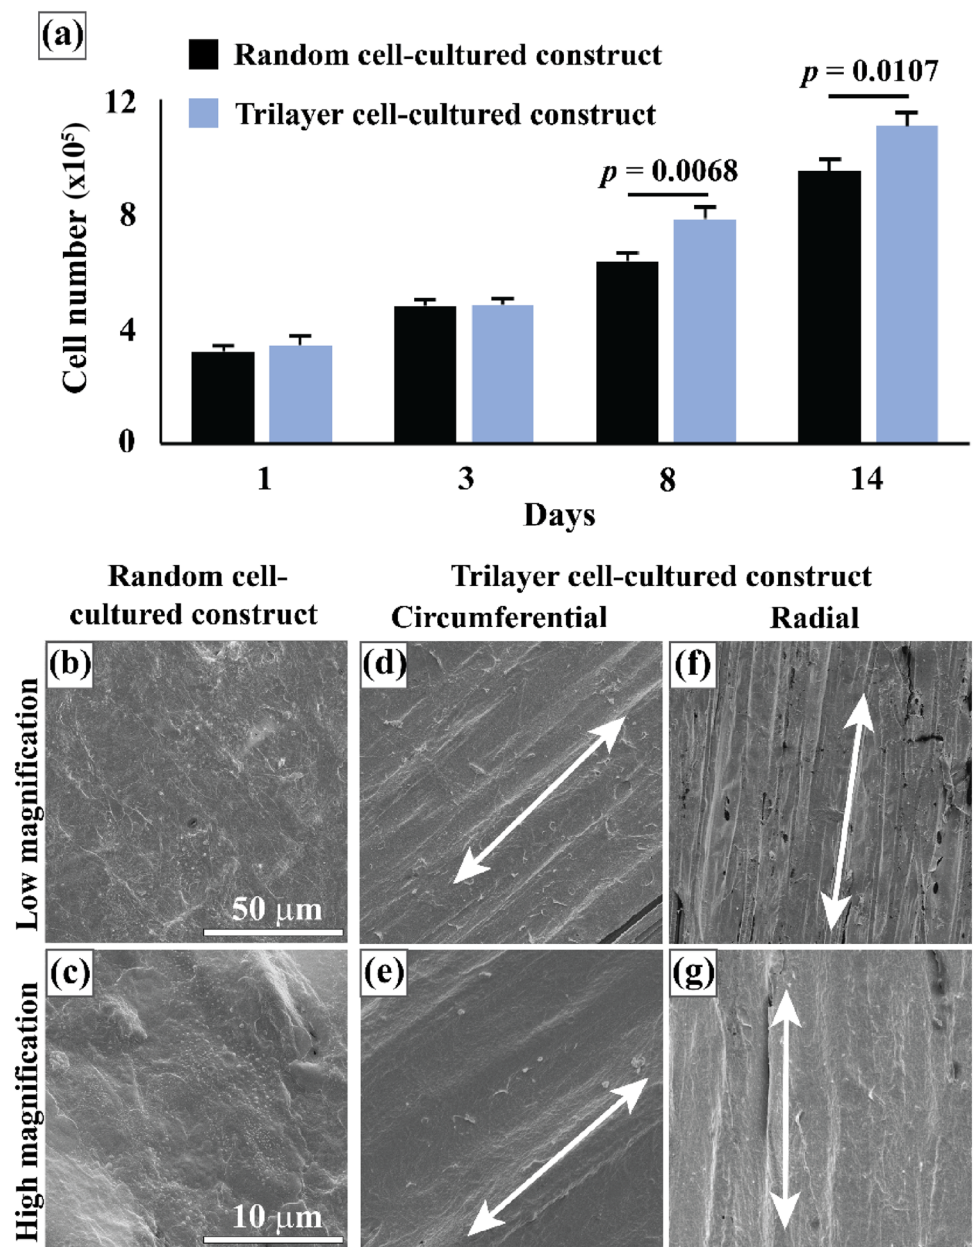 (a)
Random cell-cultured construct
Trilayer cell-cultured construct
p = 0.0107
p = 0.0068
12
8
4
0
Cell number (x10⁵)
1 3 8 14
Days
Random cell-
cultured construct
Trilayer cell-cultured construct
Circumferential Radial
Low magnification
(b) (d) (f)
50 µm
High magnification
(c) (e) (g)
10 µm